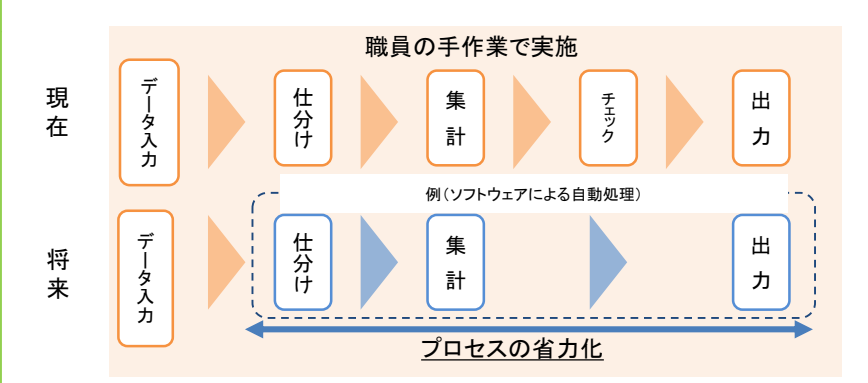 職員の手作業で実施
現在
データ入力
仕分け
集計
チェック
出力
例(ソフトウェアによる自動処理)
将来
データ入力
仕分け
集計
出力
プロセスの省力化